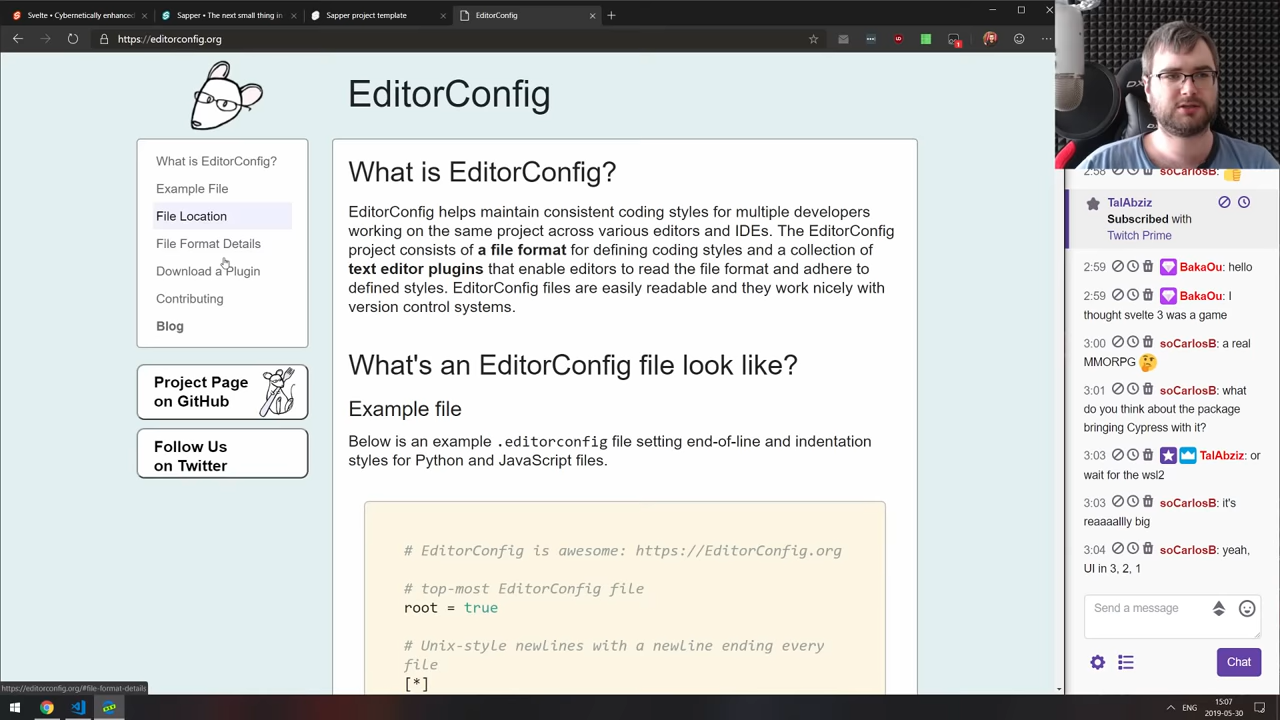 Svelte • Cybernetically enhanced
Sapper • The next small thing in
Sapper project template
EditorConfig
https://editorconfig.org
EditorConfig
What is EditorConfig?
Example File
File Location
File Format Details
Download a Plugin
Contributing
Blog
Project Page
on GitHub
Follow Us
on Twitter
What is EditorConfig?
EditorConfig helps maintain consistent coding styles for multiple developers
working on the same project across various editors and IDEs. The EditorConfig
project consists of a file format for defining coding styles and a collection of
text editor plugins that enable editors to read the file format and adhere to
defined styles. EditorConfig files are easily readable and they work nicely with
version control systems.
What's an EditorConfig file look like?
Example file
Below is an example .editorconfig file setting end-of-line and indentation
styles for Python and JavaScript files.
# EditorConfig is awesome: https://EditorConfig.org
# top-most EditorConfig file
root = true
# Unix-style newlines with a newline ending every
file
[*]
https://editorconfig.org/#file-format-details
2:58 soCarlosB:
TalAbziz
Subscribed with
Twitch Prime
2:59 BakaOu: hello
2:59 BakaOu: I
thought svelte 3 was a game
3:00 soCarlosB: a real
MMORPG
3:01 soCarlosB: what
do you think about the package
bringing Cypress with it?
3:03 TalAbziz: or
wait for the wsl2
3:03 soCarlosB: it's
reaaaallly big
3:04 soCarlosB: yeah,
UI in 3, 2, 1
Send a message
Chat
ENG
15:07
2019-05-30